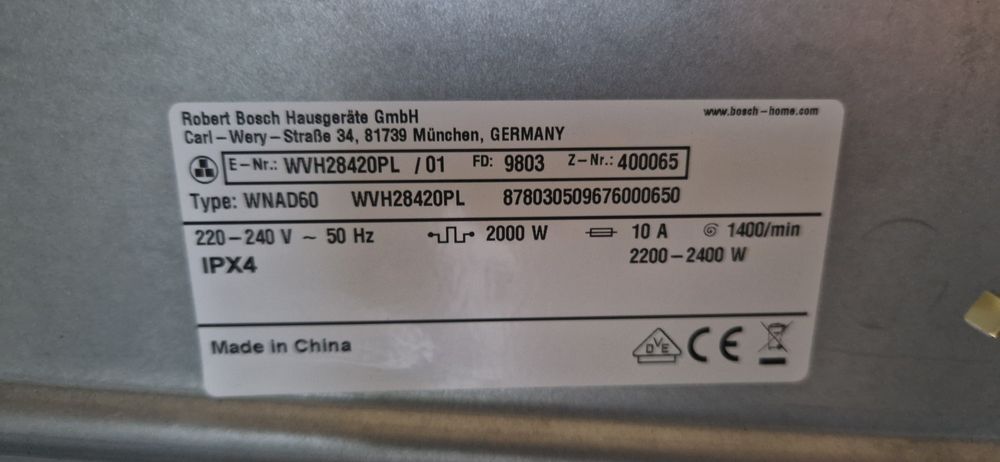 Robert Bosch Hausgeräte GmbH
www.bosch-home.com
Carl-Wery-Straße 34, 81739 München, GERMANY
E-Nr.: WVH28420PL /01 FD: 9803 Z-Nr.: 400065
Type: WNAD60 WVH28420PL 878030509676000650
220-240 V ~ 50 Hz 2000 W 10 A 1400/min
IPX4 2200-2400 W
Made in China DVE CE